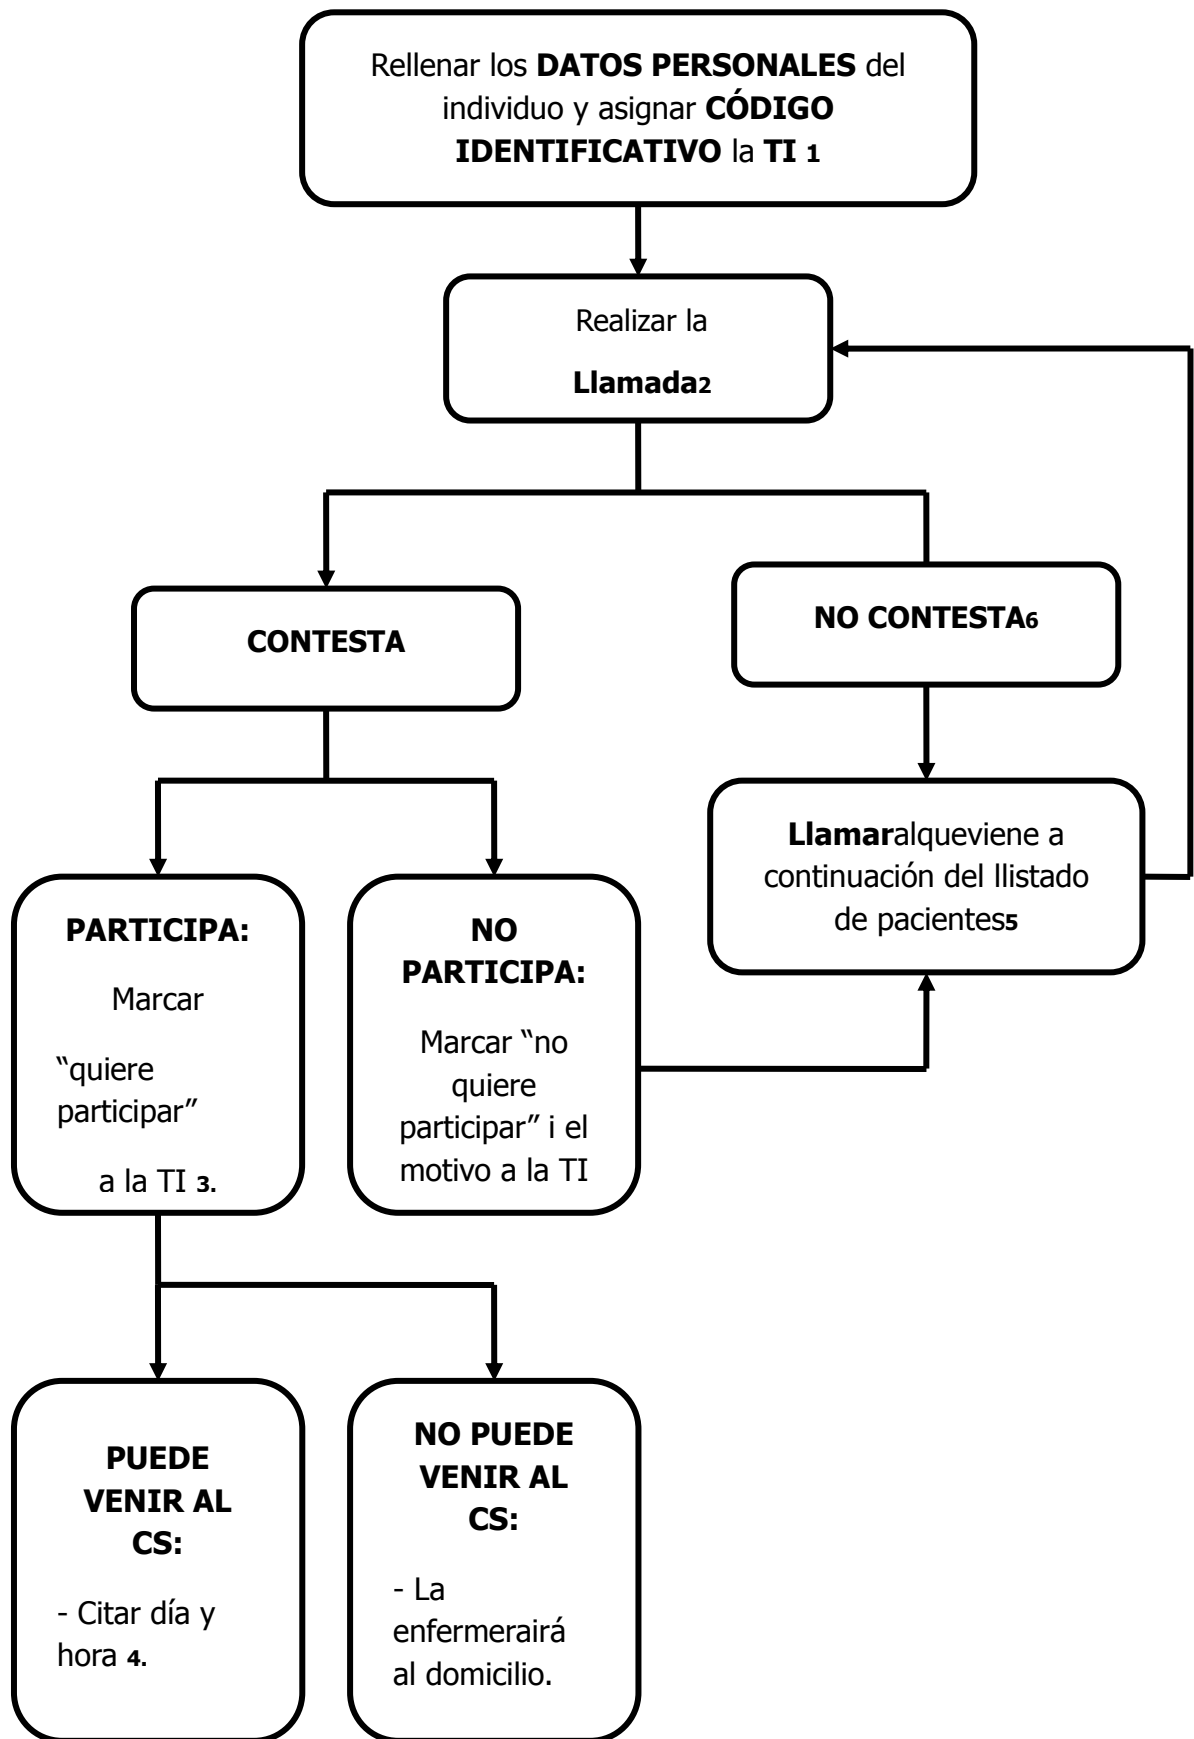 Rellenar los DATOS PERSONALES del
individuo y asignar CÓDIGO
IDENTIFICATIVO la TI 1
Realizar la
Llamada2
CONTESTA
NO CONTESTA6
Llamaralqueviene a
continuación del llistado
de pacientes5
PARTICIPA:
Marcar
“quiere
participar”
a la TI 3.
NO
PARTICIPA:
Marcar “no
quiere
participar” i el
motivo a la TI
PUEDE
VENIR AL
CS:
- Citar día y
hora 4.
NO PUEDE
VENIR AL
CS:
- La
enfermerairá
al domicilio.